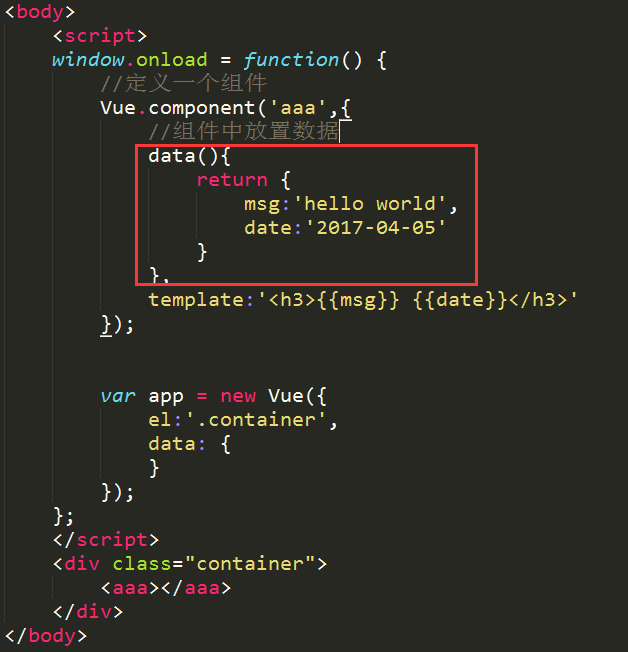 <body>
<script>
window.onload = function() {
//定义一个组件
Vue.component('aaa',{
//组件中放置数据
data(){
return {
msg:'hello world',
date:'2017-04-05'
}
},
template:'<h3>{{msg}} {{date}}</h3>'
});
var app = new Vue({
el:'.container',
data: {
}
});
};
</script>
<div class="container">
<aaa></aaa>
</div>
</body>